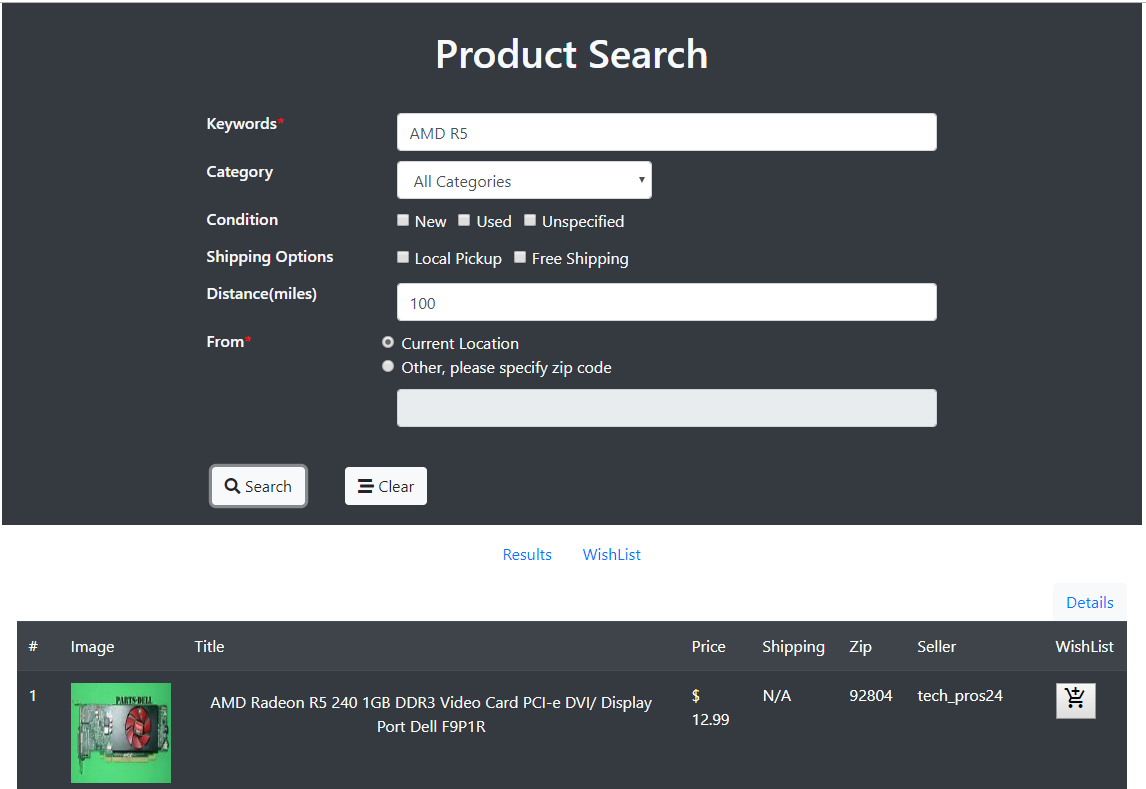 Product Search
Keywords*
AMD R5
Category
All Categories
Condition
New Used Unspecified
Shipping Options
Local Pickup Free Shipping
Distance(miles)
100
From*
Current Location
Other, please specify zip code
Search Clear
Results WishList
Details
# Image Title Price Shipping Zip Seller WishList
PARTS-DELL
1 AMD Radeon R5 240 1GB DDR3 Video Card PCI-e DVI/ Display $ N/A 92804 tech_pros24
Port Dell F9P1R 12.99